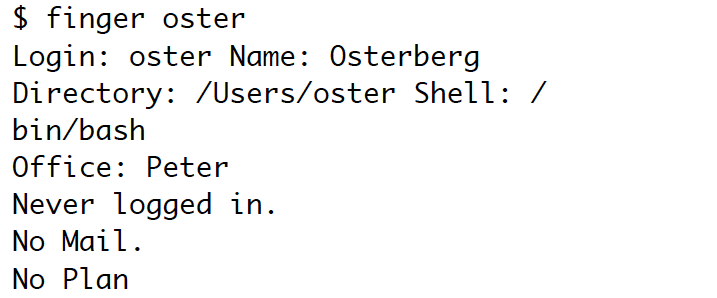 $ finger oster
Login: oster Name: Osterberg
Directory: /Users/oster Shell: /
bin/bash
Office: Peter
Never logged in.
No Mail.
No Plan